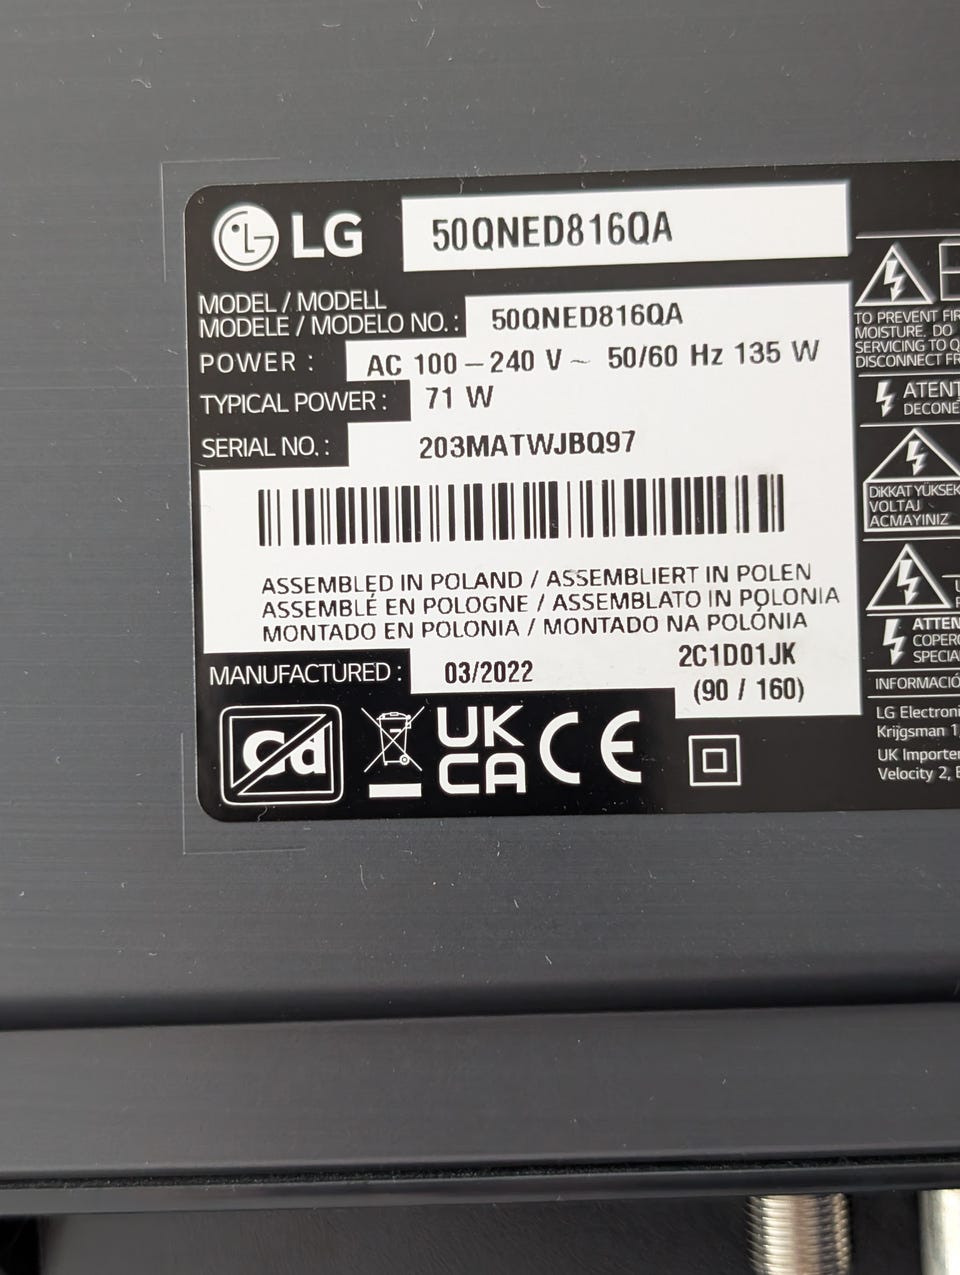 LG 50QNED816QA
MODEL / MODELL
MODELE / MODELO NO. : 50QNED816QA
POWER : AC 100 – 240 V ~ 50/60 Hz 135 W
TYPICAL POWER : 71 W
SERIAL NO. : 203MATWJBQ97
ASSEMBLED IN POLAND / ASSEMBLIERT IN POLEN
ASSEMBLÉ EN POLOGNE / ASSEMBLATO IN POLONIA
MONTADO EN POLONIA / MONTADO NA POLÓNIA
MANUFACTURED : 03/2022 2C1D01JK
(90 / 160)
Cd
UK
CA CE
TO PREVENT FIR
MOISTURE, DO
SERVICING TO Q
DISCONNECT FR
ATENT
DECONE
DİKKAT YÜKSEK
VOLTAJ
ACMAYINIZ
U
ATTEN
COPERC
SPECIA
INFORMACIÓ
LG Electroni
Krijgsman 1,
UK Importer
Velocity 2, B